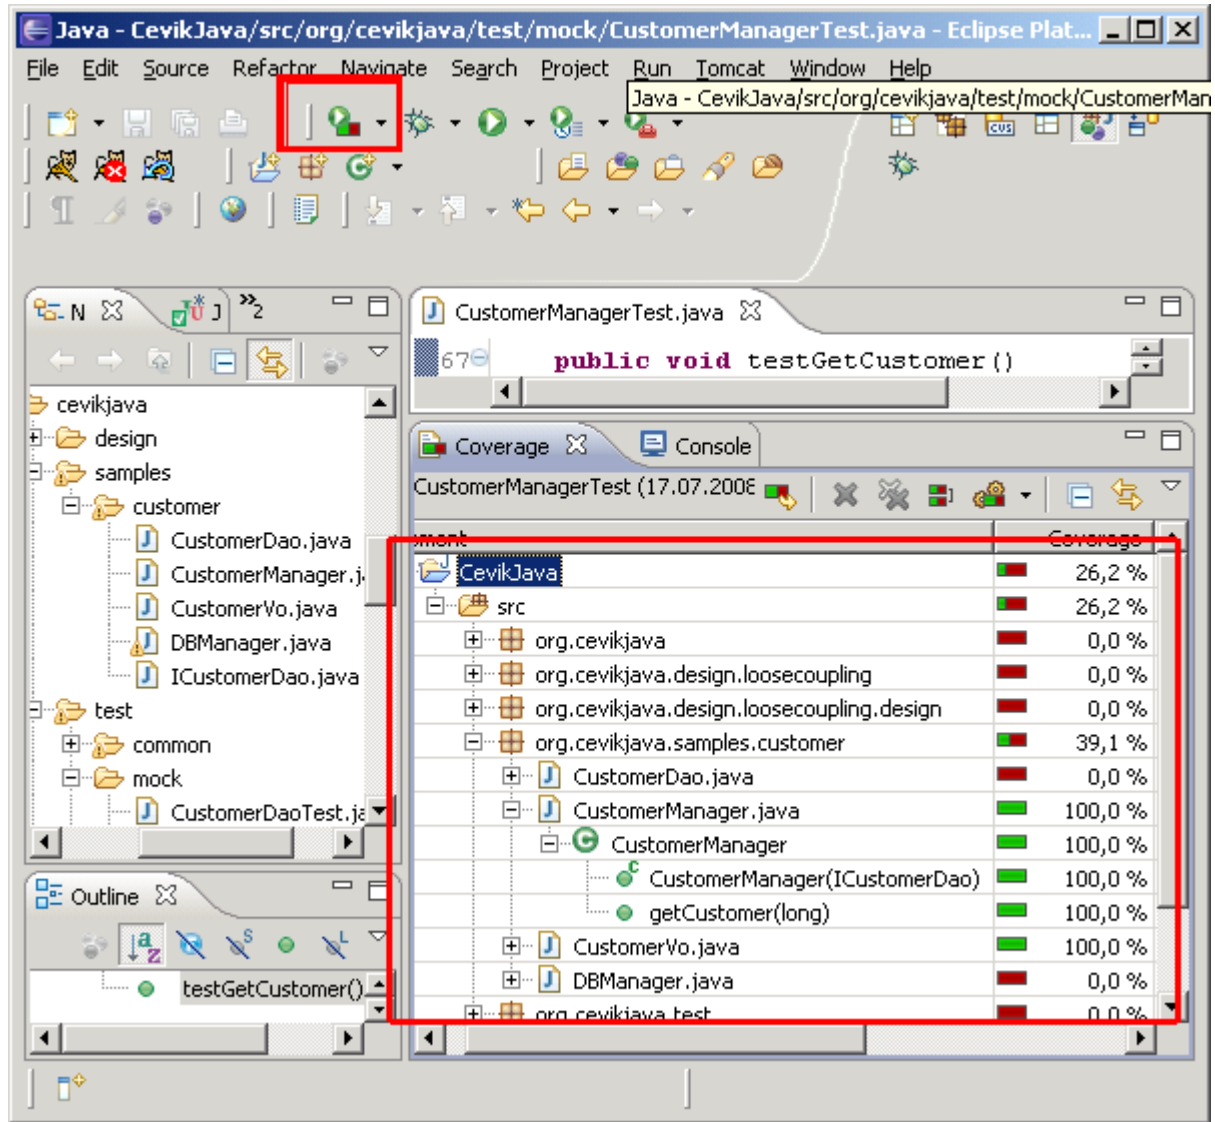 Java - CevikJava/src/org/cevikjava/test/mock/CustomerManagerTest.java - Eclipse Plat...
File Edit Source Refactor Navigate Search Project Run Tomcat Window Help
Java - CevikJava/src/org/cevikjava/test/mock/CustomerMan
CUS
N J »2
CustomerManagerTest.java
67 public void testGetCustomer()
cevikjava
design
samples
customer
CustomerDao.java
CustomerManager.j
CustomerVo.java
DBManager.java
ICustomerDao.java
test
common
mock
CustomerDaoTest.ja
Coverage Console
CustomerManagerTest (17.07.2008
Coverage
CevikJava 26,2 %
src 26,2 %
org.cevikjava 0,0 %
org.cevikjava.design.loosecoupling 0,0 %
org.cevikjava.design.loosecoupling.design 0,0 %
org.cevikjava.samples.customer 39,1 %
CustomerDao.java 0,0 %
CustomerManager.java 100,0 %
CustomerManager 100,0 %
CustomerManager(ICustomerDao) 100,0 %
getCustomer(long) 100,0 %
CustomerVo.java 100,0 %
DBManager.java 0,0 %
org.cevikjava.test 0,0 %
Outline
testGetCustomer()